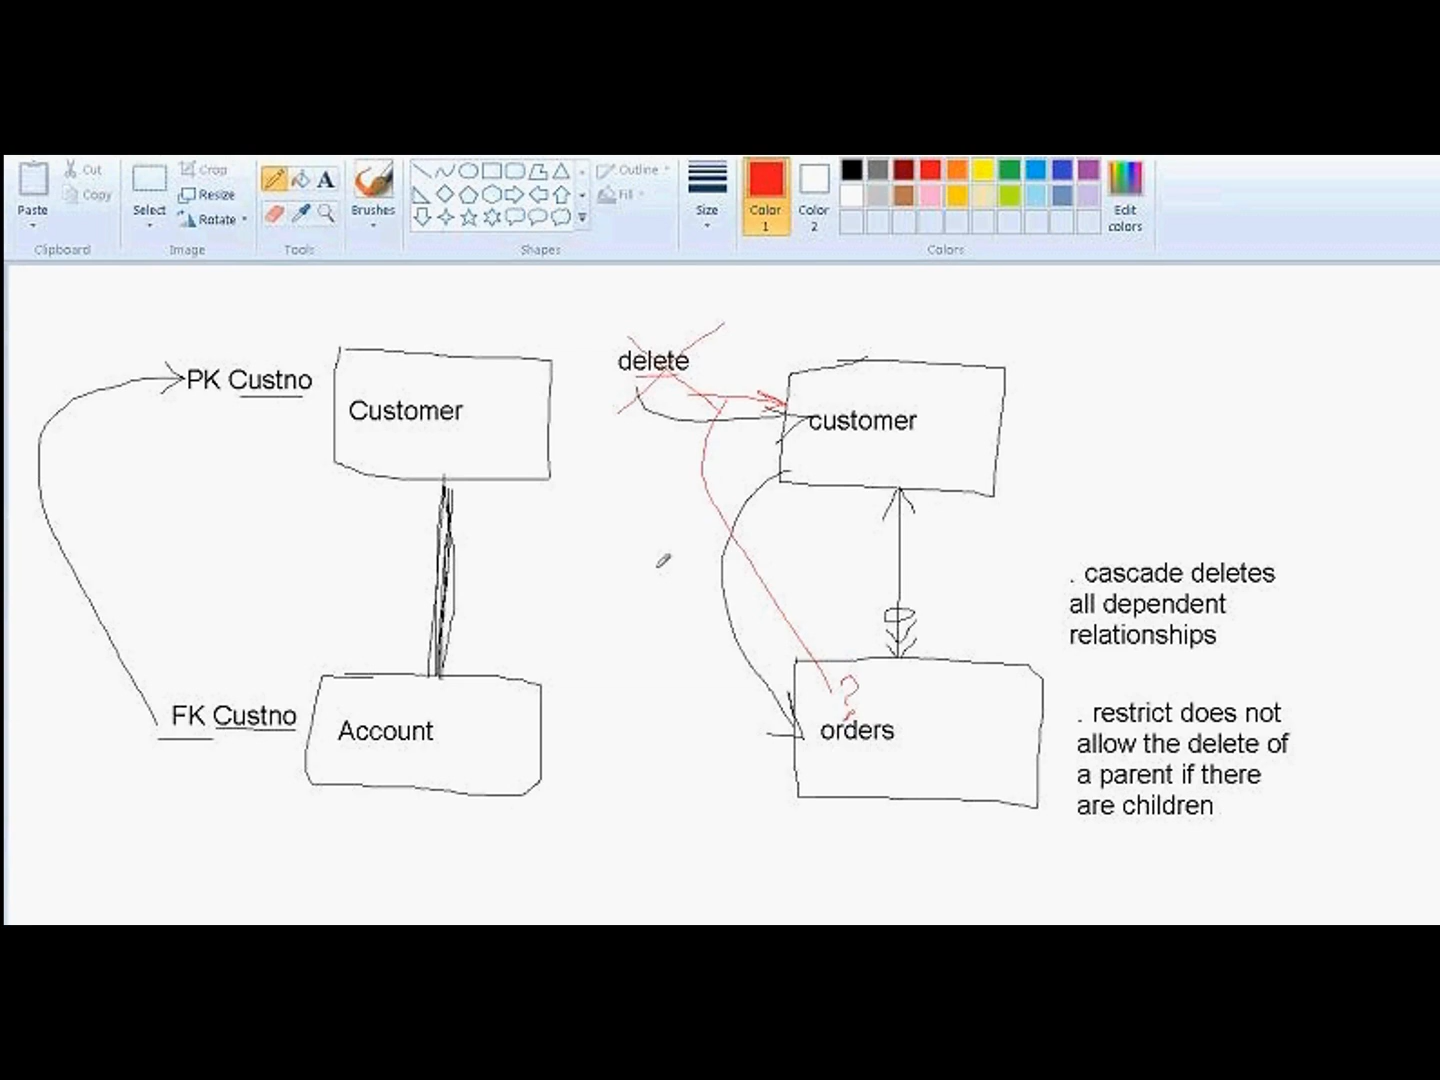 Cut
Copy
Paste
Clipboard
Crop
Resize
Rotate
Select
Image
A
Tools
Brushes
Shapes
Outline
Fill
Size
Color 1
Color 2
Edit colors
Colors
PK Custno
Customer
FK Custno
Account
delete
customer
?
orders
. cascade deletes
all dependent
relationships
. restrict does not
allow the delete of
a parent if there
are children